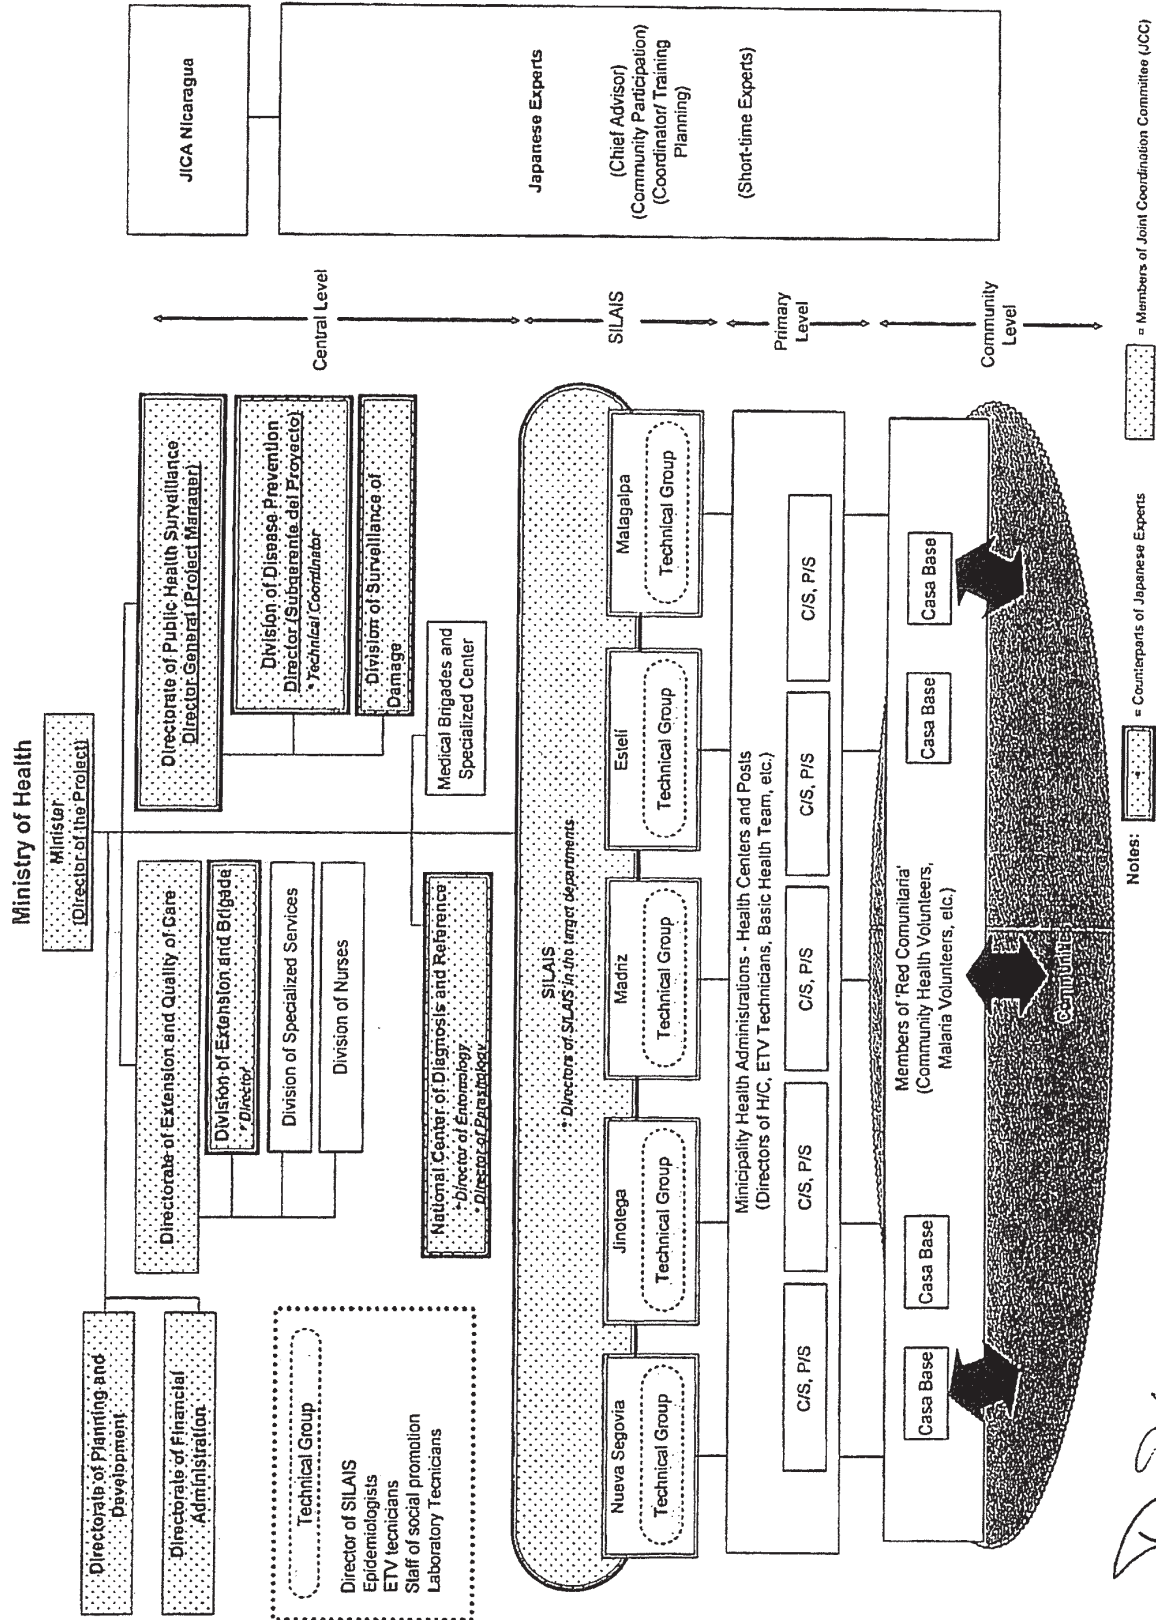 Ministry of Health
Minister
(Director of the Project)
Directorate of Planning and
Development
Directorate of Financial
Administration
Directorate of Extension and Quality of Care
Division of Extension and Brigade
* Director
Division of Specialized Services
Division of Nurses
Directorate of Public Health Surveillance
Director General (Project Manager)
Division of Disease Prevention
Director (Subgerente del Proyecto)
* Technical Coordinator
Division of Surveillance of
Damage
National Center of Diagnosis and Reference
* Director of Entomology
* Director of Parasitology
Medical Brigades and
Specialized Center
Technical Group
Director of SILAIS
Epidemiologists
ETV tecnicians
Staff of social promotion
Laboratory Tecnicians
SILAIS
* Directors of SILAIS in the target departments
Nueva Segovia
Technical Group
Jinotega
Technical Group
Madriz
Technical Group
Estelí
Technical Group
Matagalpa
Technical Group
Minicipality Health Administrations - Health Centers and Posts
(Directors of H/C, ETV Technicians, Basic Health Team, etc.)
C/S, P/S
C/S, P/S
C/S, P/S
C/S, P/S
C/S, P/S
Casa Base
Casa Base
Members of 'Red Comunitaria'
(Community Health Volunteers,
Malaria Volunteers, etc.)
Casa Base
Casa Base
Communities
Central Level
SILAIS
Primary
Level
Community
Level
JICA Nicaragua
Japanese Experts
(Chief Advisor)
(Community Participation)
(Coordinator/ Training
Planning)
(Short-time Experts)
Notes:
= Counterparts of Japanese Experts
= Members of Joint Coordination Committee (JCC)